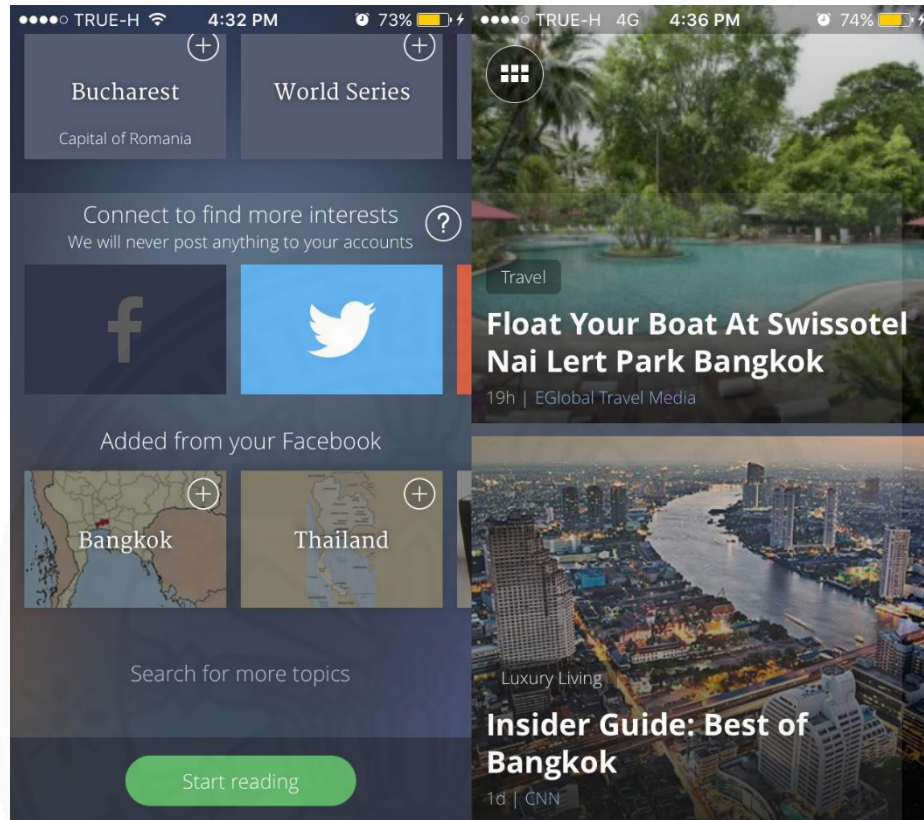 TRUE-H 4:32 PM 73%
Bucharest
Capital of Romania
World Series
Connect to find more interests
We will never post anything to your accounts
?
f
Added from your Facebook
Bangkok
Thailand
Search for more topics
Start reading
TRUE-H 4G 4:36 PM 74%
Travel
Float Your Boat At Swissotel
Nai Lert Park Bangkok
19h | EGlobal Travel Media
Luxury Living
Insider Guide: Best of
Bangkok
1d | CNN